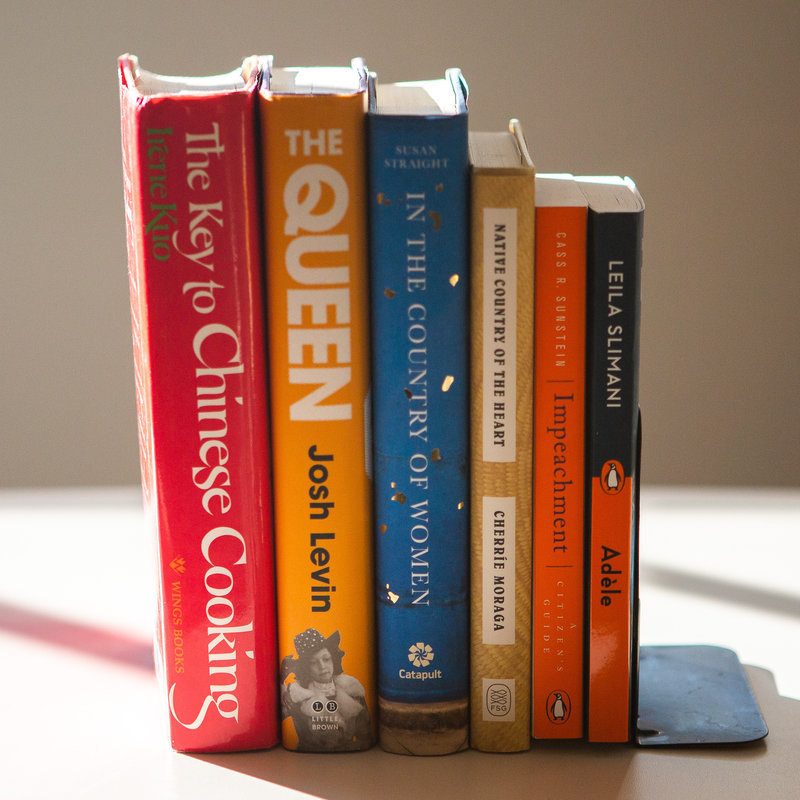 The Key to Chinese Cooking
Irene Kuo
WINGS BOOKS
THE
QUEEN
Josh Levin
L B
LITTLE,
BROWN
SUSAN
STRAIGHT
IN THE COUNTRY OF WOMEN
Catapult
NATIVE COUNTRY OF THE HEART
CHERRÍE MORAGA
FSG
CASS R. SUNSTEIN
Impeachment
A
CITIZEN'S
GUIDE
LEILA SLIMANI
Adèle